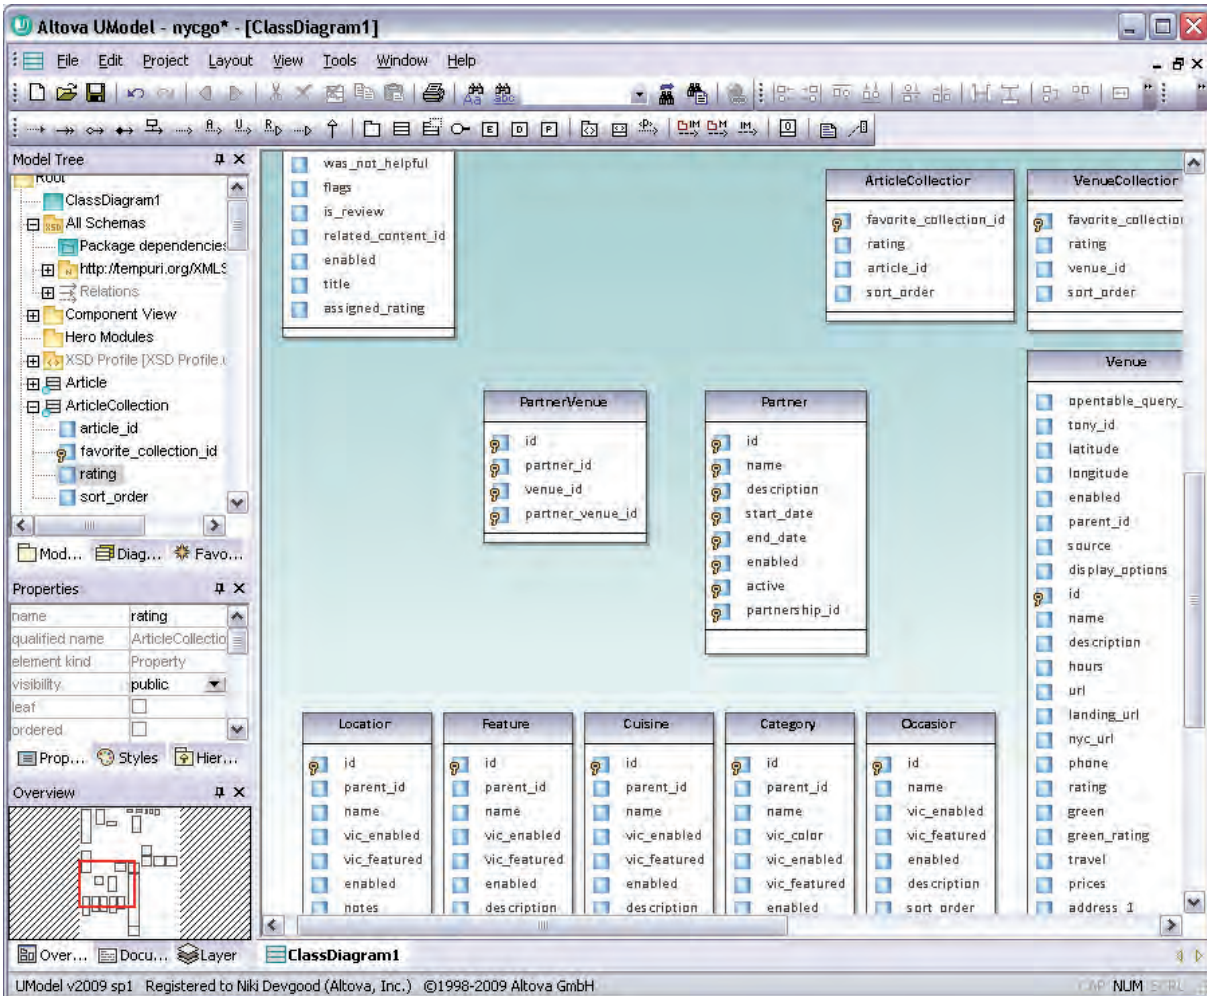 Altova UModel - nycgo* - [ClassDiagram1]
File Edit Project Layout View Tools Window Help
Model Tree
Root
ClassDiagram1
All Schemas
Package dependencies
http://tempuri.org/XMLS
Relations
Component View
Hero Modules
XSD Profile [XSD Profile.u
Article
ArticleCollection
article_id
favorite_collection_id
rating
sort_order
Mod... Diag... Favo...
Properties
name rating
qualified name ArticleCollectio
element kind Property
visibility public
leaf
ordered
Prop... Styles Hier...
Overview
Over... Docu... Layer
was_not_helpful
flags
is_review
related_content_id
enabled
title
assigned_rating
ArticleCollection
favorite_collection_id
rating
article_id
sort_order
VenueCollection
favorite_collection
rating
venue_id
sort_order
PartnerVenue
id
partner_id
venue_id
partner_venue_id
Partner
id
name
description
start_date
end_date
enabled
active
partnership_id
Venue
opentable_query_
tony_id
latitude
longitude
enabled
parent_id
source
display_options
id
name
description
hours
url
landing_url
nyc_url
phone
rating
green
green_rating
travel
prices
address_1
Location
id
parent_id
name
vic_enabled
vic_featured
enabled
notes
Feature
id
parent_id
name
vic_enabled
vic_featured
enabled
description
Cuisine
id
parent_id
name
vic_enabled
vic_featured
enabled
description
Category
id
parent_id
name
vic_color
vic_enabled
vic_featured
enabled
Occasion
id
name
vic_enabled
vic_featured
enabled
description
sort_order
ClassDiagram1
UModel v2009 sp1 Registered to Niki Devgood (Altova, Inc.) ©1998-2009 Altova GmbH CAP NUM SCRL